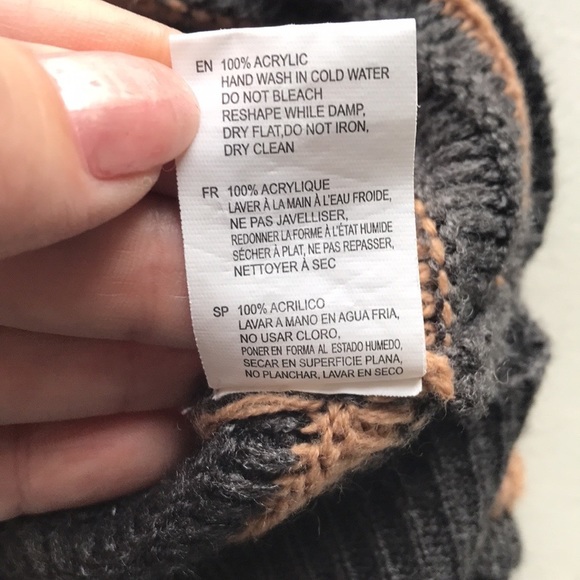 EN 100% ACRYLIC
HAND WASH IN COLD WATER
DO NOT BLEACH
RESHAPE WHILE DAMP,
DRY FLAT,DO NOT IRON,
DRY CLEAN
FR 100% ACRYLIQUE
LAVER À LA MAIN À L'EAU FROIDE,
NE PAS JAVELLISER,
REDONNER LA FORME À L'ÉTAT HUMIDE
SÉCHER À PLAT, NE PAS REPASSER,
NETTOYER À SEC
SP 100% ACRILICO
LAVAR A MANO EN AGUA FRIA,
NO USAR CLORO,
PONER EN FORMA AL ESTADO HUMEDO,
SECAR EN SUPERFICIE PLANA,
NO PLANCHAR, LAVAR EN SECO